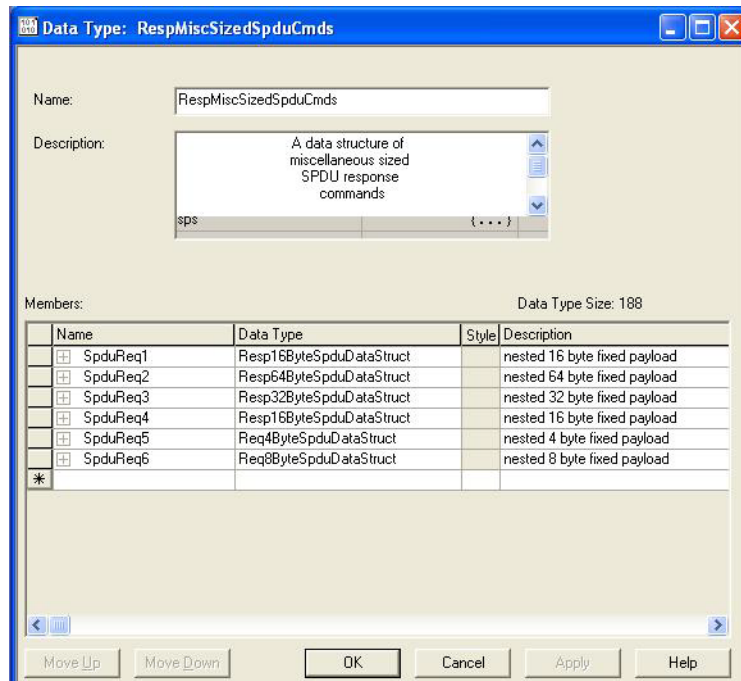 Data Type: RespMiscSizedSpduCmds
Name: RespMiscSizedSpduCmds
Description: A data structure of
miscellaneous sized
SPDU response
commands
sps {...}
Members: Data Type Size: 188
Name Data Type Style Description
SpduReq1 Resp16ByteSpduDataStruct nested 16 byte fixed payload
SpduReq2 Resp64ByteSpduDataStruct nested 64 byte fixed payload
SpduReq3 Resp32ByteSpduDataStruct nested 32 byte fixed payload
SpduReq4 Resp16ByteSpduDataStruct nested 16 byte fixed payload
SpduReq5 Req4ByteSpduDataStruct nested 4 byte fixed payload
SpduReq6 Req8ByteSpduDataStruct nested 8 byte fixed payload
Move Up Move Down OK Cancel Apply Help